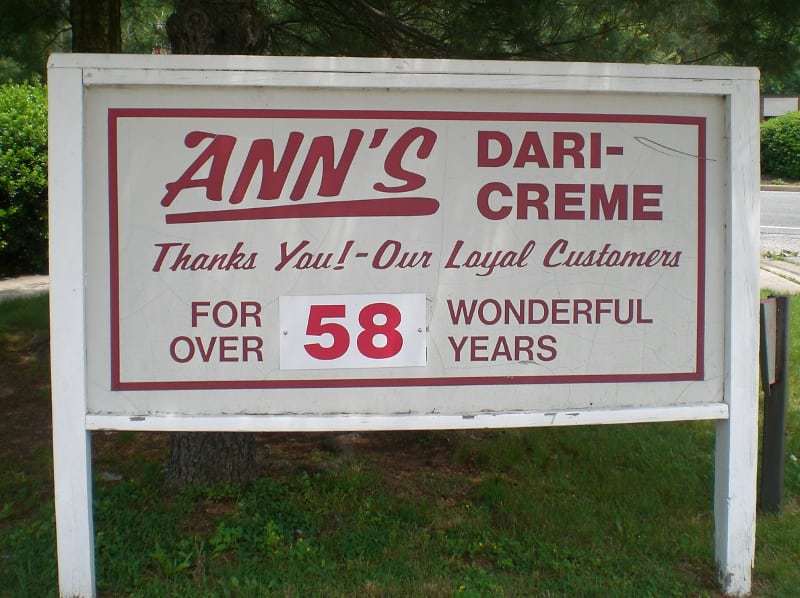 ANN'S DARI-
CREME
Thanks You!-Our Loyal Customers
FOR 58 WONDERFUL
OVER YEARS